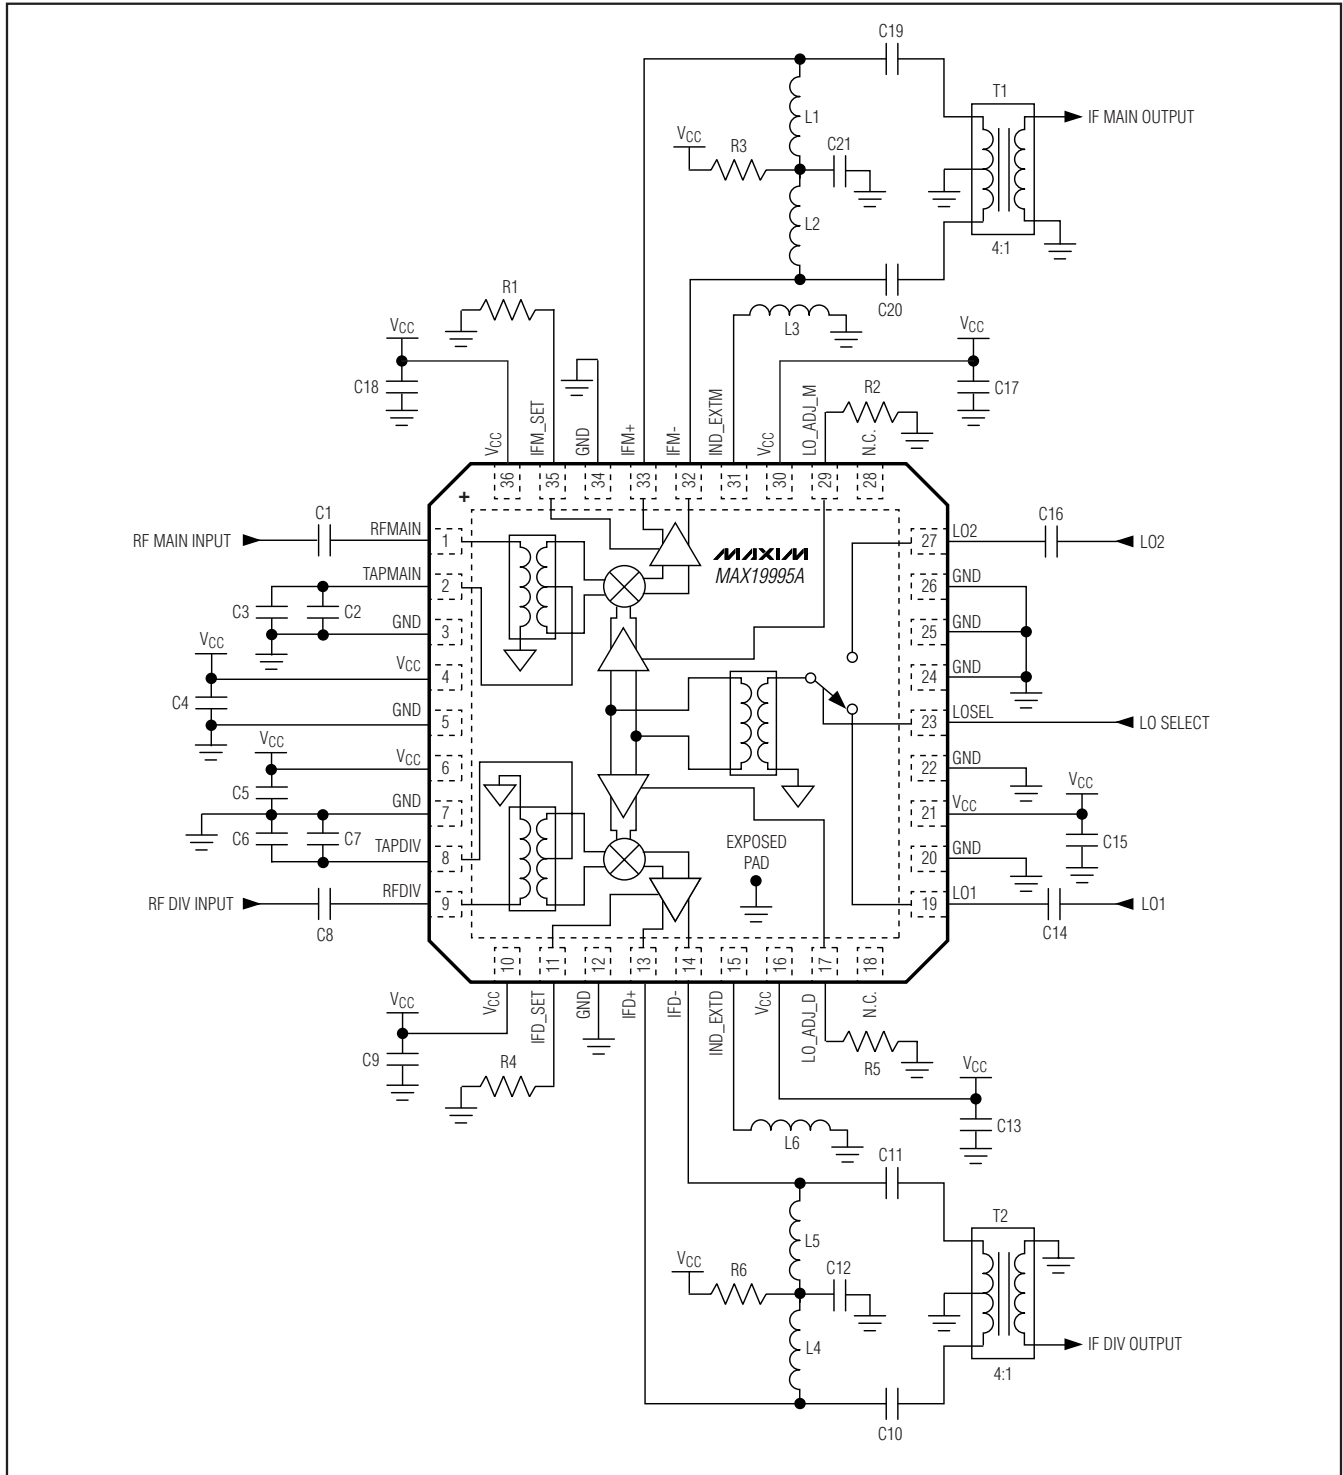 C19
T1
IF MAIN OUTPUT
L1
VCC
R3
C21
L2
4:1
C20
R1
L3
VCC
VCC
C18
C17
R2
VCC
IFM_SET
GND
IFM+
IFM-
IND_EXTM
VCC
LO_ADJ_M
N.C.
36
35
34
33
32
31
30
29
28
+
C1
RF MAIN INPUT
RFMAIN
1
MAXIM
MAX19995A
27
LO2
C16
LO2
TAPMAIN
2
26
GND
C3
C2
GND
3
25
GND
VCC
VCC
4
24
GND
C4
GND
5
23
LOSEL
LO SELECT
VCC
VCC
6
22
GND
C5
GND
7
21
VCC
VCC
C6
C7
EXPOSED
PAD
C15
TAPDIV
8
20
GND
RF DIV INPUT
RFDIV
9
19
LO1
LO1
C8
C14
10
11
12
13
14
15
16
17
18
VCC
IFD_SET
GND
IFD+
IFD-
IND_EXTD
VCC
LO_ADJ_D
N.C.
VCC
C9
R4
R5
VCC
C13
L6
C11
T2
L5
VCC
R6
C12
L4
IF DIV OUTPUT
4:1
C10